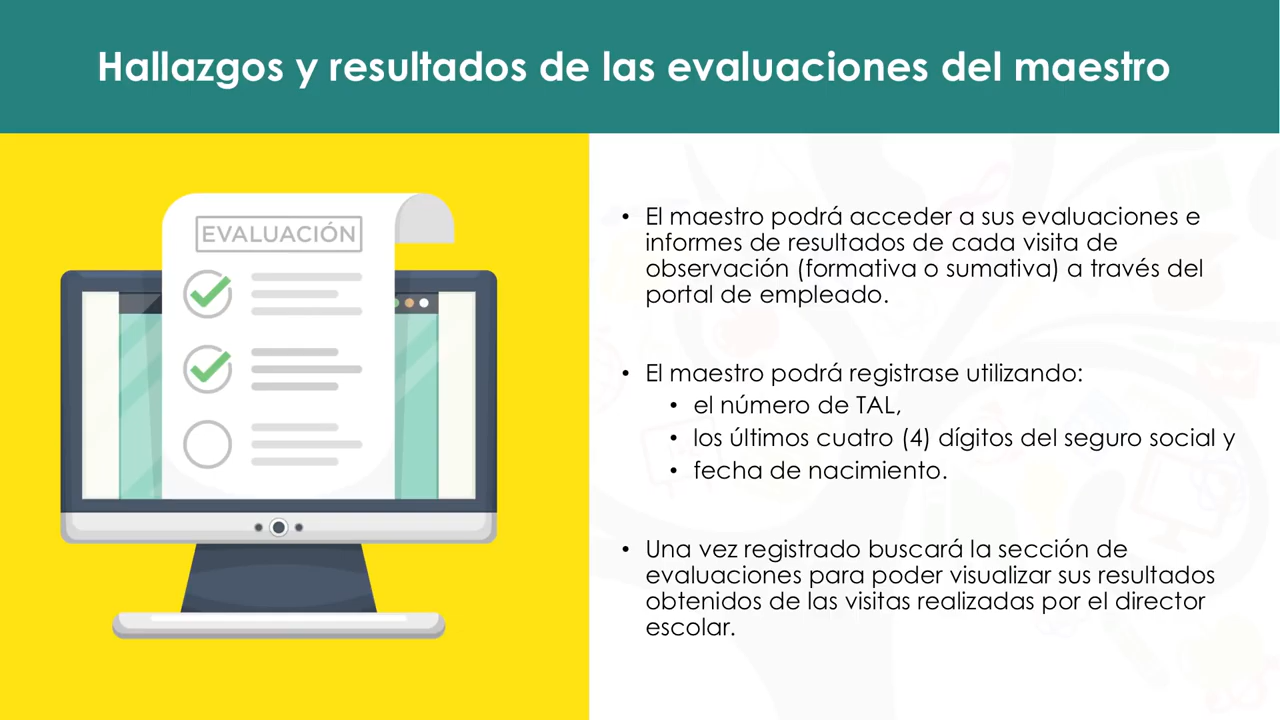 Hallazgos y resultados de las evaluaciones del maestro
EVALUACIÓN
• El maestro podrá acceder a sus evaluaciones e
informes de resultados de cada visita de
observación (formativa o sumativa) a través del
portal de empleado.
• El maestro podrá registrase utilizando:
• el número de TAL,
• los últimos cuatro (4) dígitos del seguro social y
• fecha de nacimiento.
• Una vez registrado buscará la sección de
evaluaciones para poder visualizar sus resultados
obtenidos de las visitas realizadas por el director
escolar.